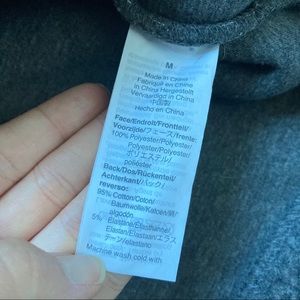 M
Made in China
Fabriqué en Chine
In China Hergestellt
Vervaardigd in China
中国製
Hecho en China
Face/Endroit/Frontteil/
Voorzijde/フェース/frente:
100% Polyester/Polyester/
Polyester/Polyester/
ポリエステル/
poliéster
Back/Dos/Rückenteil/
Achterkant/バック/
reverso:
95% Cotton/Coton/
Baumwolle/Katoen/綿/
algodón
5% Elastane/Élasthanne/
Elastan/Elastaan/エラス
テーン/elastano
Machine wash cold with